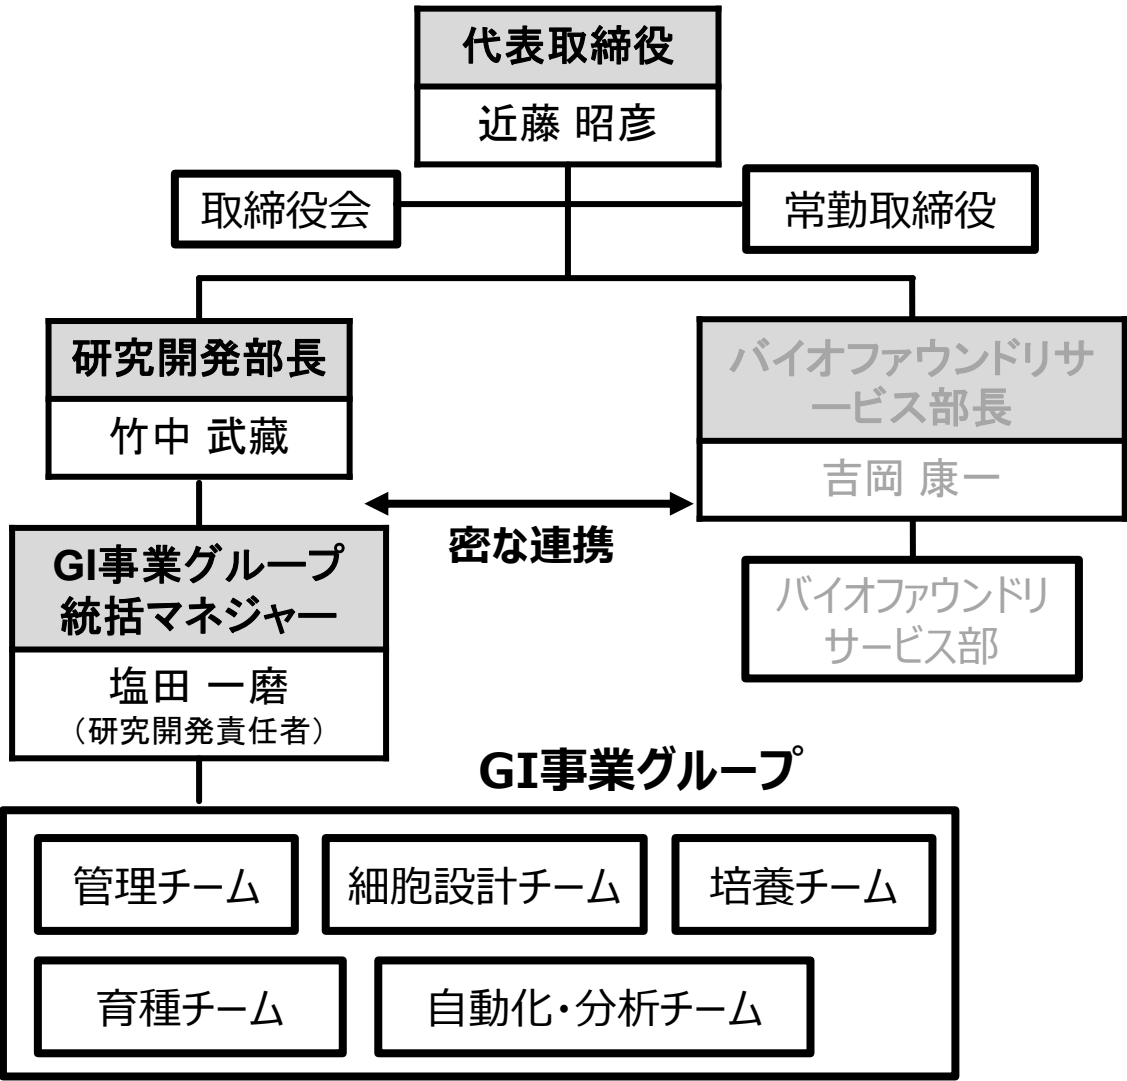 代表取締役
近藤 昭彦
取締役会
常勤取締役
研究開発部長
竹中 武藏
バイオファウンドリサ
ービス部長
吉岡 康一
密な連携
GI事業グループ
統括マネジャー
塩田 一磨
（研究開発責任者）
バイオファウンドリ
サービス部
GI事業グループ
管理チーム
細胞設計チーム
培養チーム
育種チーム
自動化・分析チーム